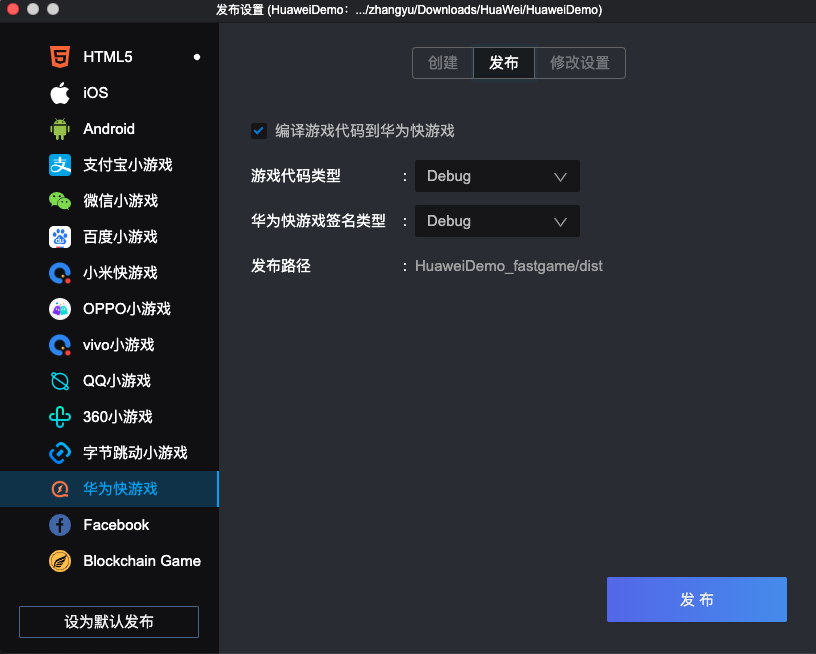 发布设置 (HuaweiDemo：.../zhangyu/Downloads/HuaWei/HuaweiDemo)
HTML5
iOS
Android
支付宝小游戏
微信小游戏
百度小游戏
小米快游戏
OPPO小游戏
vivo小游戏
QQ小游戏
360小游戏
字节跳动小游戏
华为快游戏
Facebook
Blockchain Game
设为默认发布
创建 发布 修改设置
编译游戏代码到华为快游戏
游戏代码类型 : Debug
华为快游戏签名类型 : Debug
发布路径 : HuaweiDemo_fastgame/dist
发 布